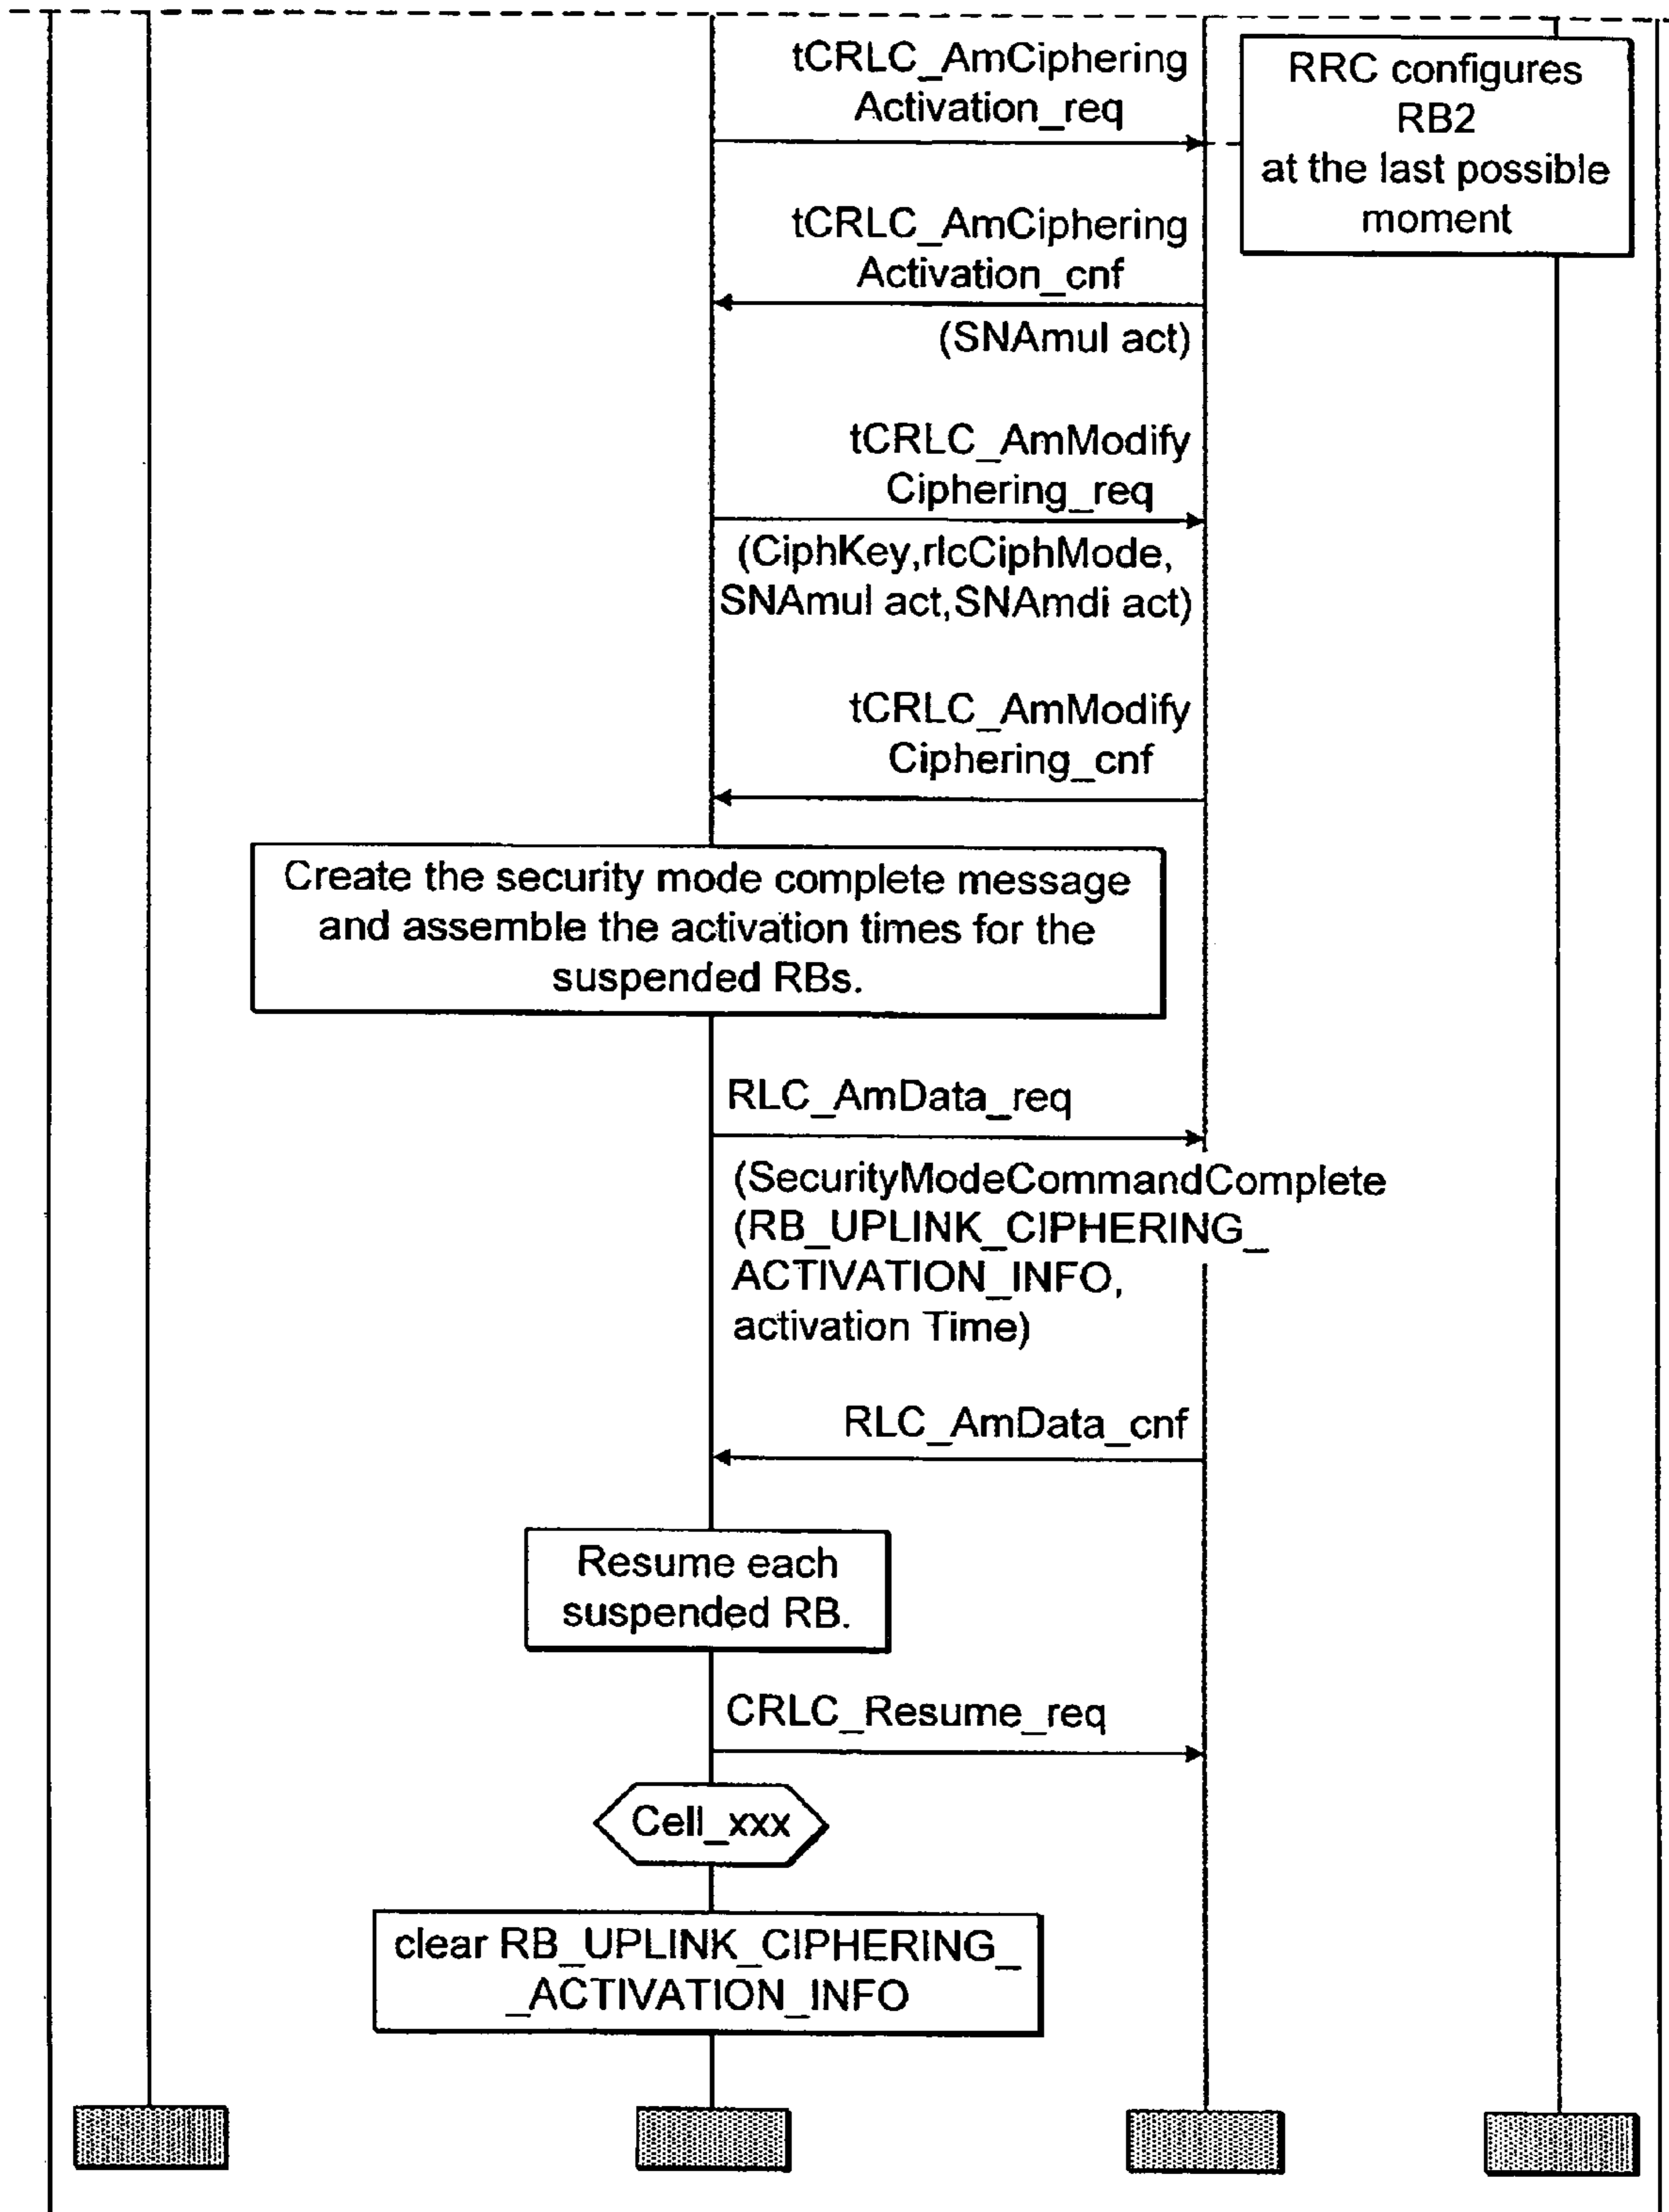 tCRLC_AmCiphering
Activation_req
RRC configures
RB2
at the last possible
moment
tCRLC_AmCiphering
Activation_cnf
(SNAmul act)
tCRLC_AmModify
Ciphering_req
(CiphKey,rlcCiphMode,
SNAmul act,SNAmdi act)
tCRLC_AmModify
Ciphering_cnf
Create the security mode complete message
and assemble the activation times for the
suspended RBs.
RLC_AmData_req
(SecurityModeCommandComplete
(RB_UPLINK_CIPHERING_
ACTIVATION_INFO,
activation Time)
RLC_AmData_cnf
Resume each
suspended RB.
CRLC_Resume_req
Cell_xxx
clear RB_UPLINK_CIPHERING_
_ACTIVATION_INFO